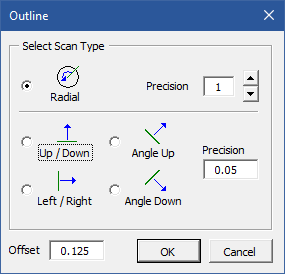 Outline
Select Scan Type
Radial
Precision 1
Up / Down
Angle Up
Precision
0.05
Left / Right
Angle Down
Offset 0.125 OK Cancel